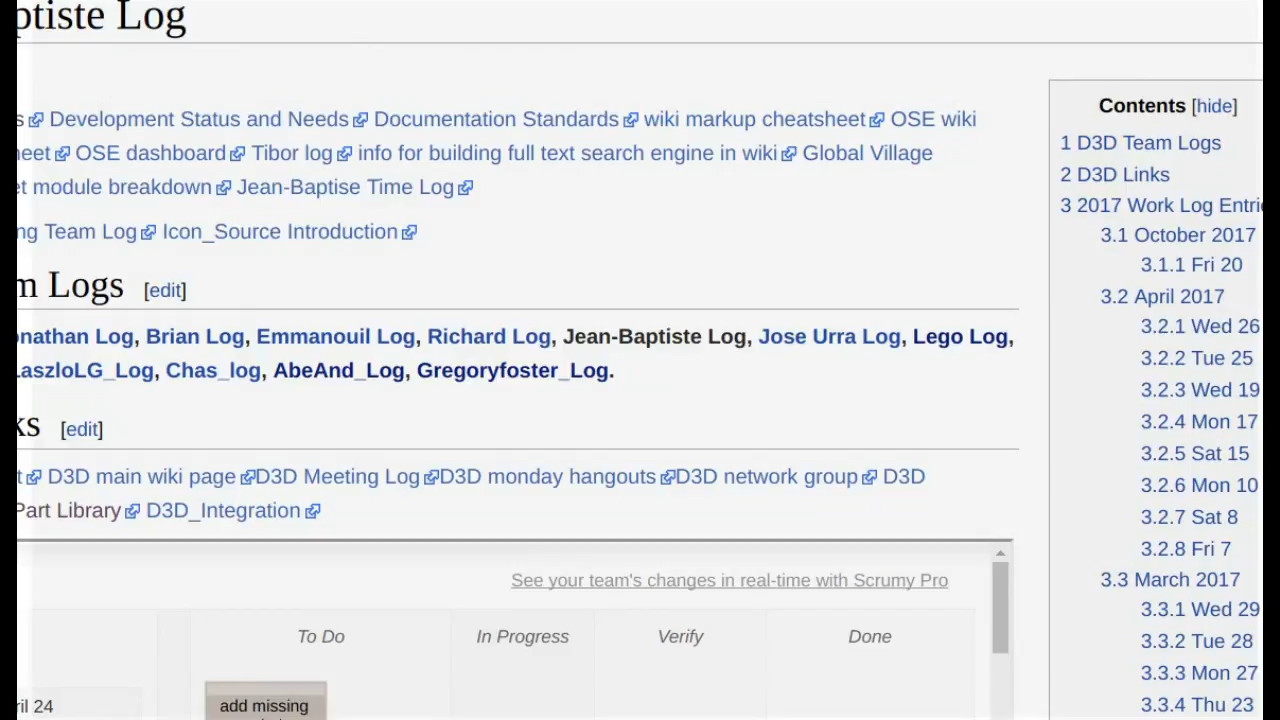 ptiste Log
s Development Status and Needs Documentation Standards wiki markup cheatsheet OSE wiki
eet OSE dashboard Tibor log info for building full text search engine in wiki Global Village
et module breakdown Jean-Baptise Time Log
ng Team Log Icon_Source Introduction
m Logs [edit]
onathan Log, Brian Log, Emmanouil Log, Richard Log, Jean-Baptiste Log, Jose Urra Log, Lego Log,
LaszloLG_Log, Chas_log, AbeAnd_Log, Gregoryfoster_Log.
ks [edit]
t D3D main wiki page D3D Meeting Log D3D monday hangouts D3D network group D3D
Part Library D3D_Integration
See your team's changes in real-time with Scrumy Pro
To Do In Progress Verify Done
ril 24
add missing
Contents [hide]
1 D3D Team Logs
2 D3D Links
3 2017 Work Log Entri
3.1 October 2017
3.1.1 Fri 20
3.2 April 2017
3.2.1 Wed 26
3.2.2 Tue 25
3.2.3 Wed 19
3.2.4 Mon 17
3.2.5 Sat 15
3.2.6 Mon 10
3.2.7 Sat 8
3.2.8 Fri 7
3.3 March 2017
3.3.1 Wed 29
3.3.2 Tue 28
3.3.3 Mon 27
3.3.4 Thu 23